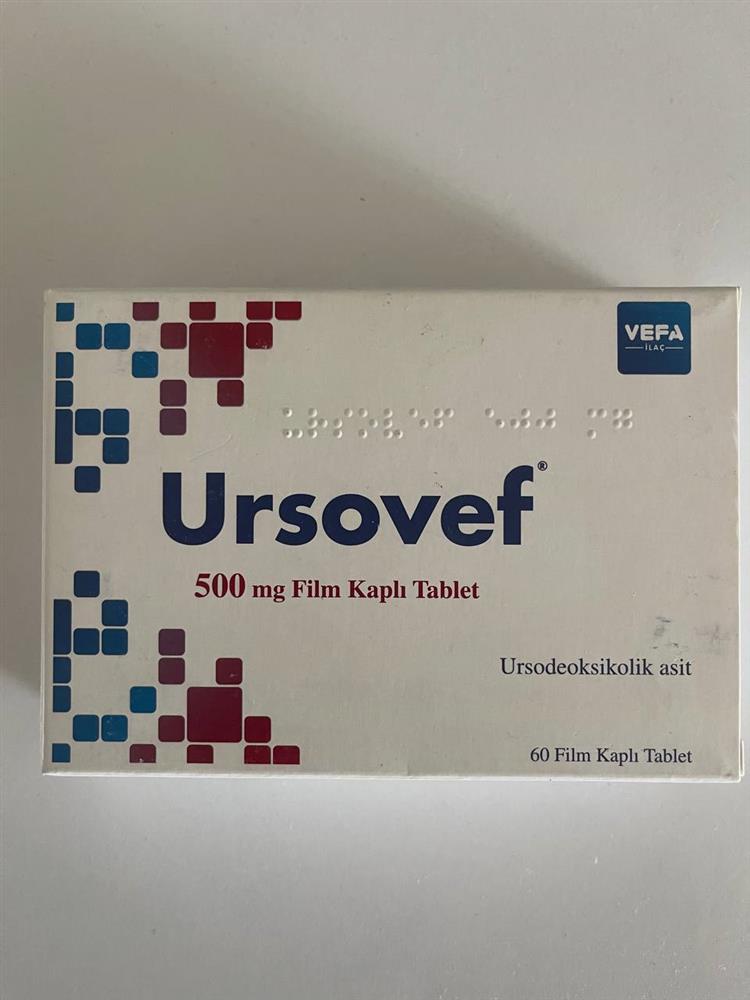 VEFA
İLAÇ
⠥⠗⠎⠕⠧⠑⠋ ⠼⠑⠚⠚ ⠍⠛
Ursovef®
500 mg Film Kaplı Tablet
Ursodeoksikolik asit
60 Film Kaplı Tablet